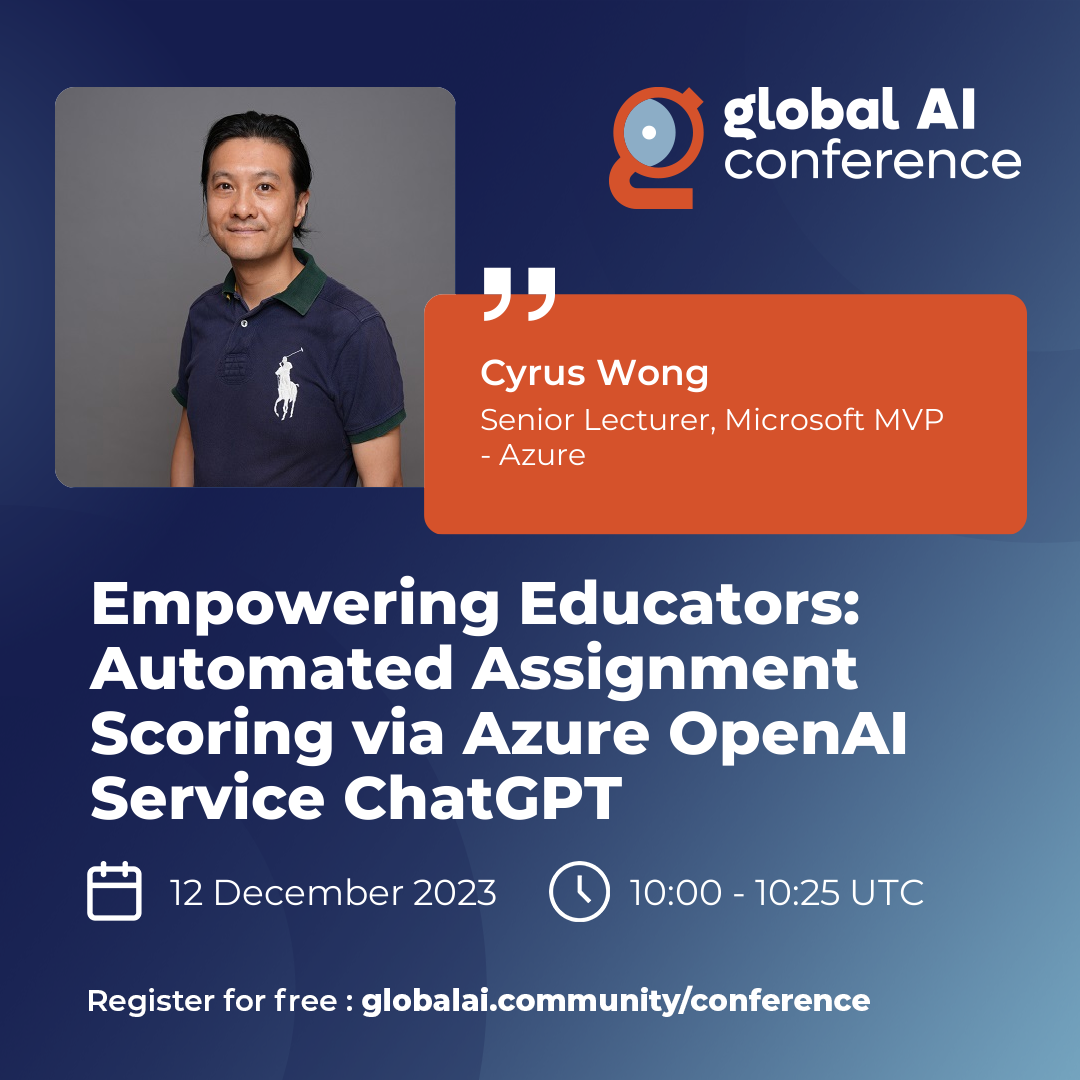 global AI
conference
Cyrus Wong
Senior Lecturer, Microsoft MVP
- Azure
Empowering Educators:
Automated Assignment
Scoring via Azure OpenAI
Service ChatGPT
12 December 2023
10:00 - 10:25 UTC
Register for free : globalai.community/conference